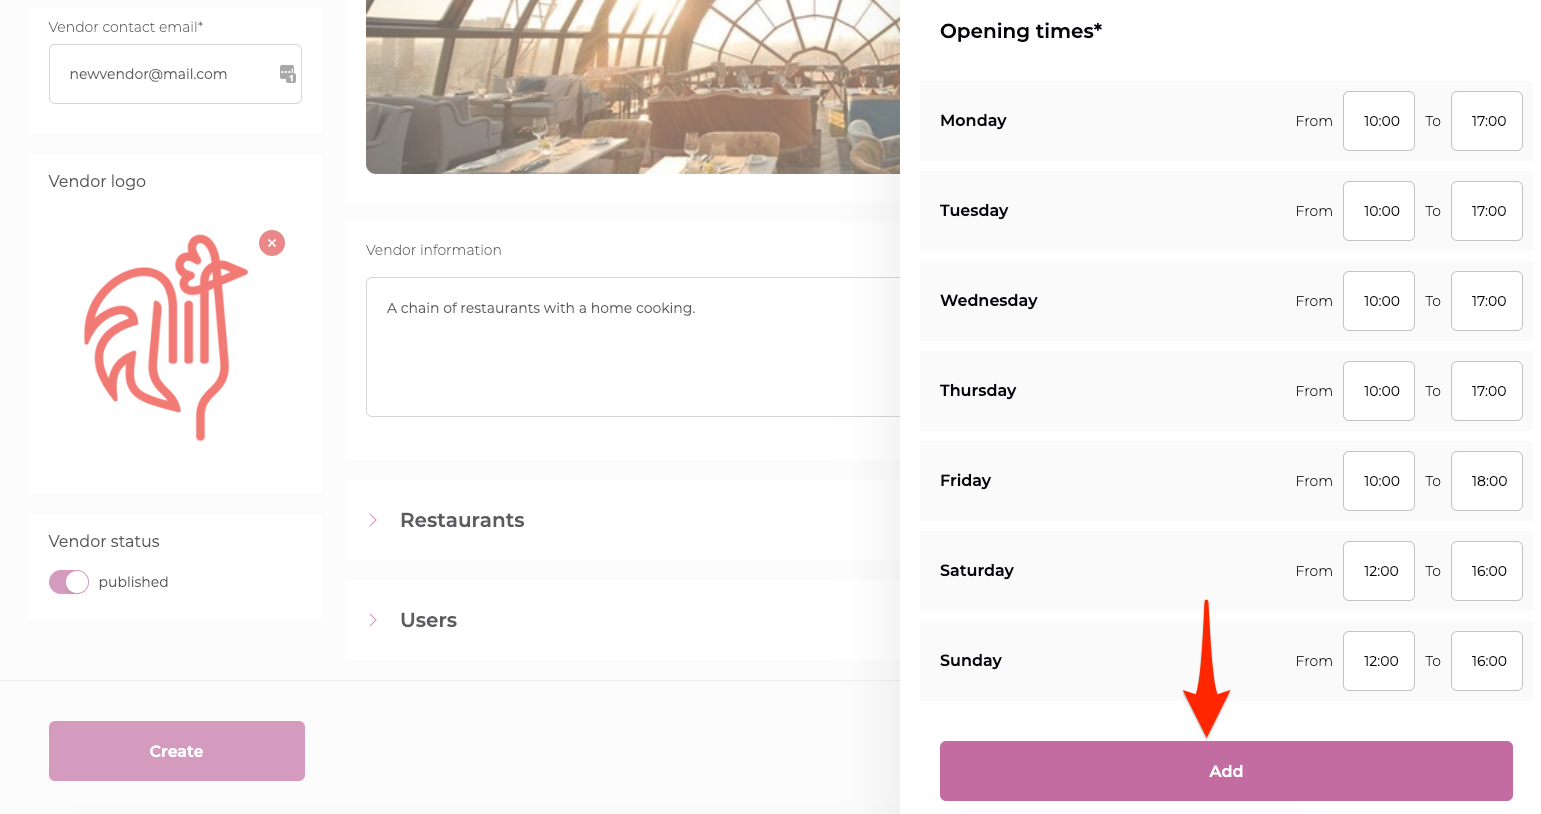 Vendor contact email*
newvendor@mail.com
Vendor logo
Vendor status
published
Create
Vendor information
A chain of restaurants with a home cooking.
Restaurants
Users
Opening times*
Monday From 10:00 To 17:00
Tuesday From 10:00 To 17:00
Wednesday From 10:00 To 17:00
Thursday From 10:00 To 17:00
Friday From 10:00 To 18:00
Saturday From 12:00 To 16:00
Sunday From 12:00 To 16:00
Add